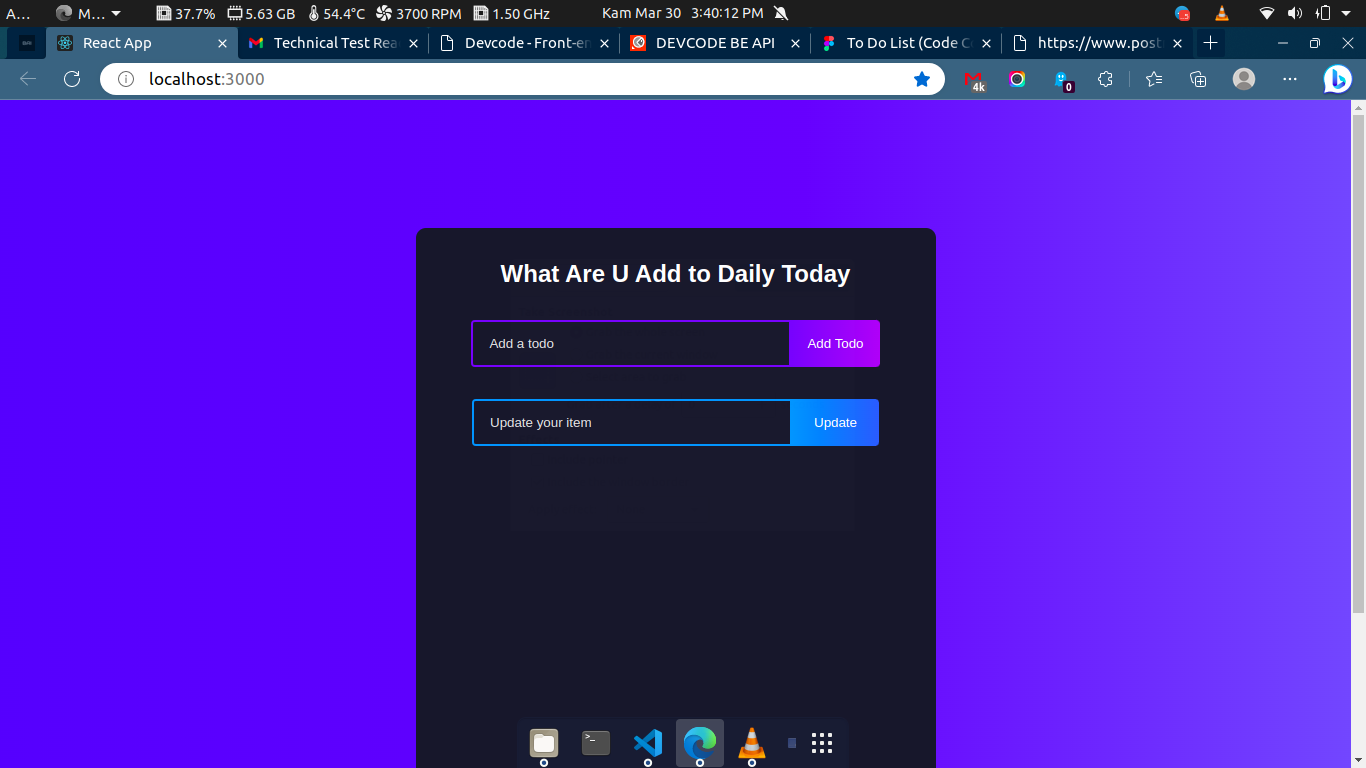 A... M... 37.7% 5.63 GB 54.4°C 3700 RPM 1.50 GHz Kam Mar 30 3:40:12 PM
React App Technical Test Rea Devcode - Front-en DEVCODE BE API To Do List (Code C https://www.post
localhost:3000 4k 0
What Are U Add to Daily Today
Add a todo Add Todo
Update your item Update
>_